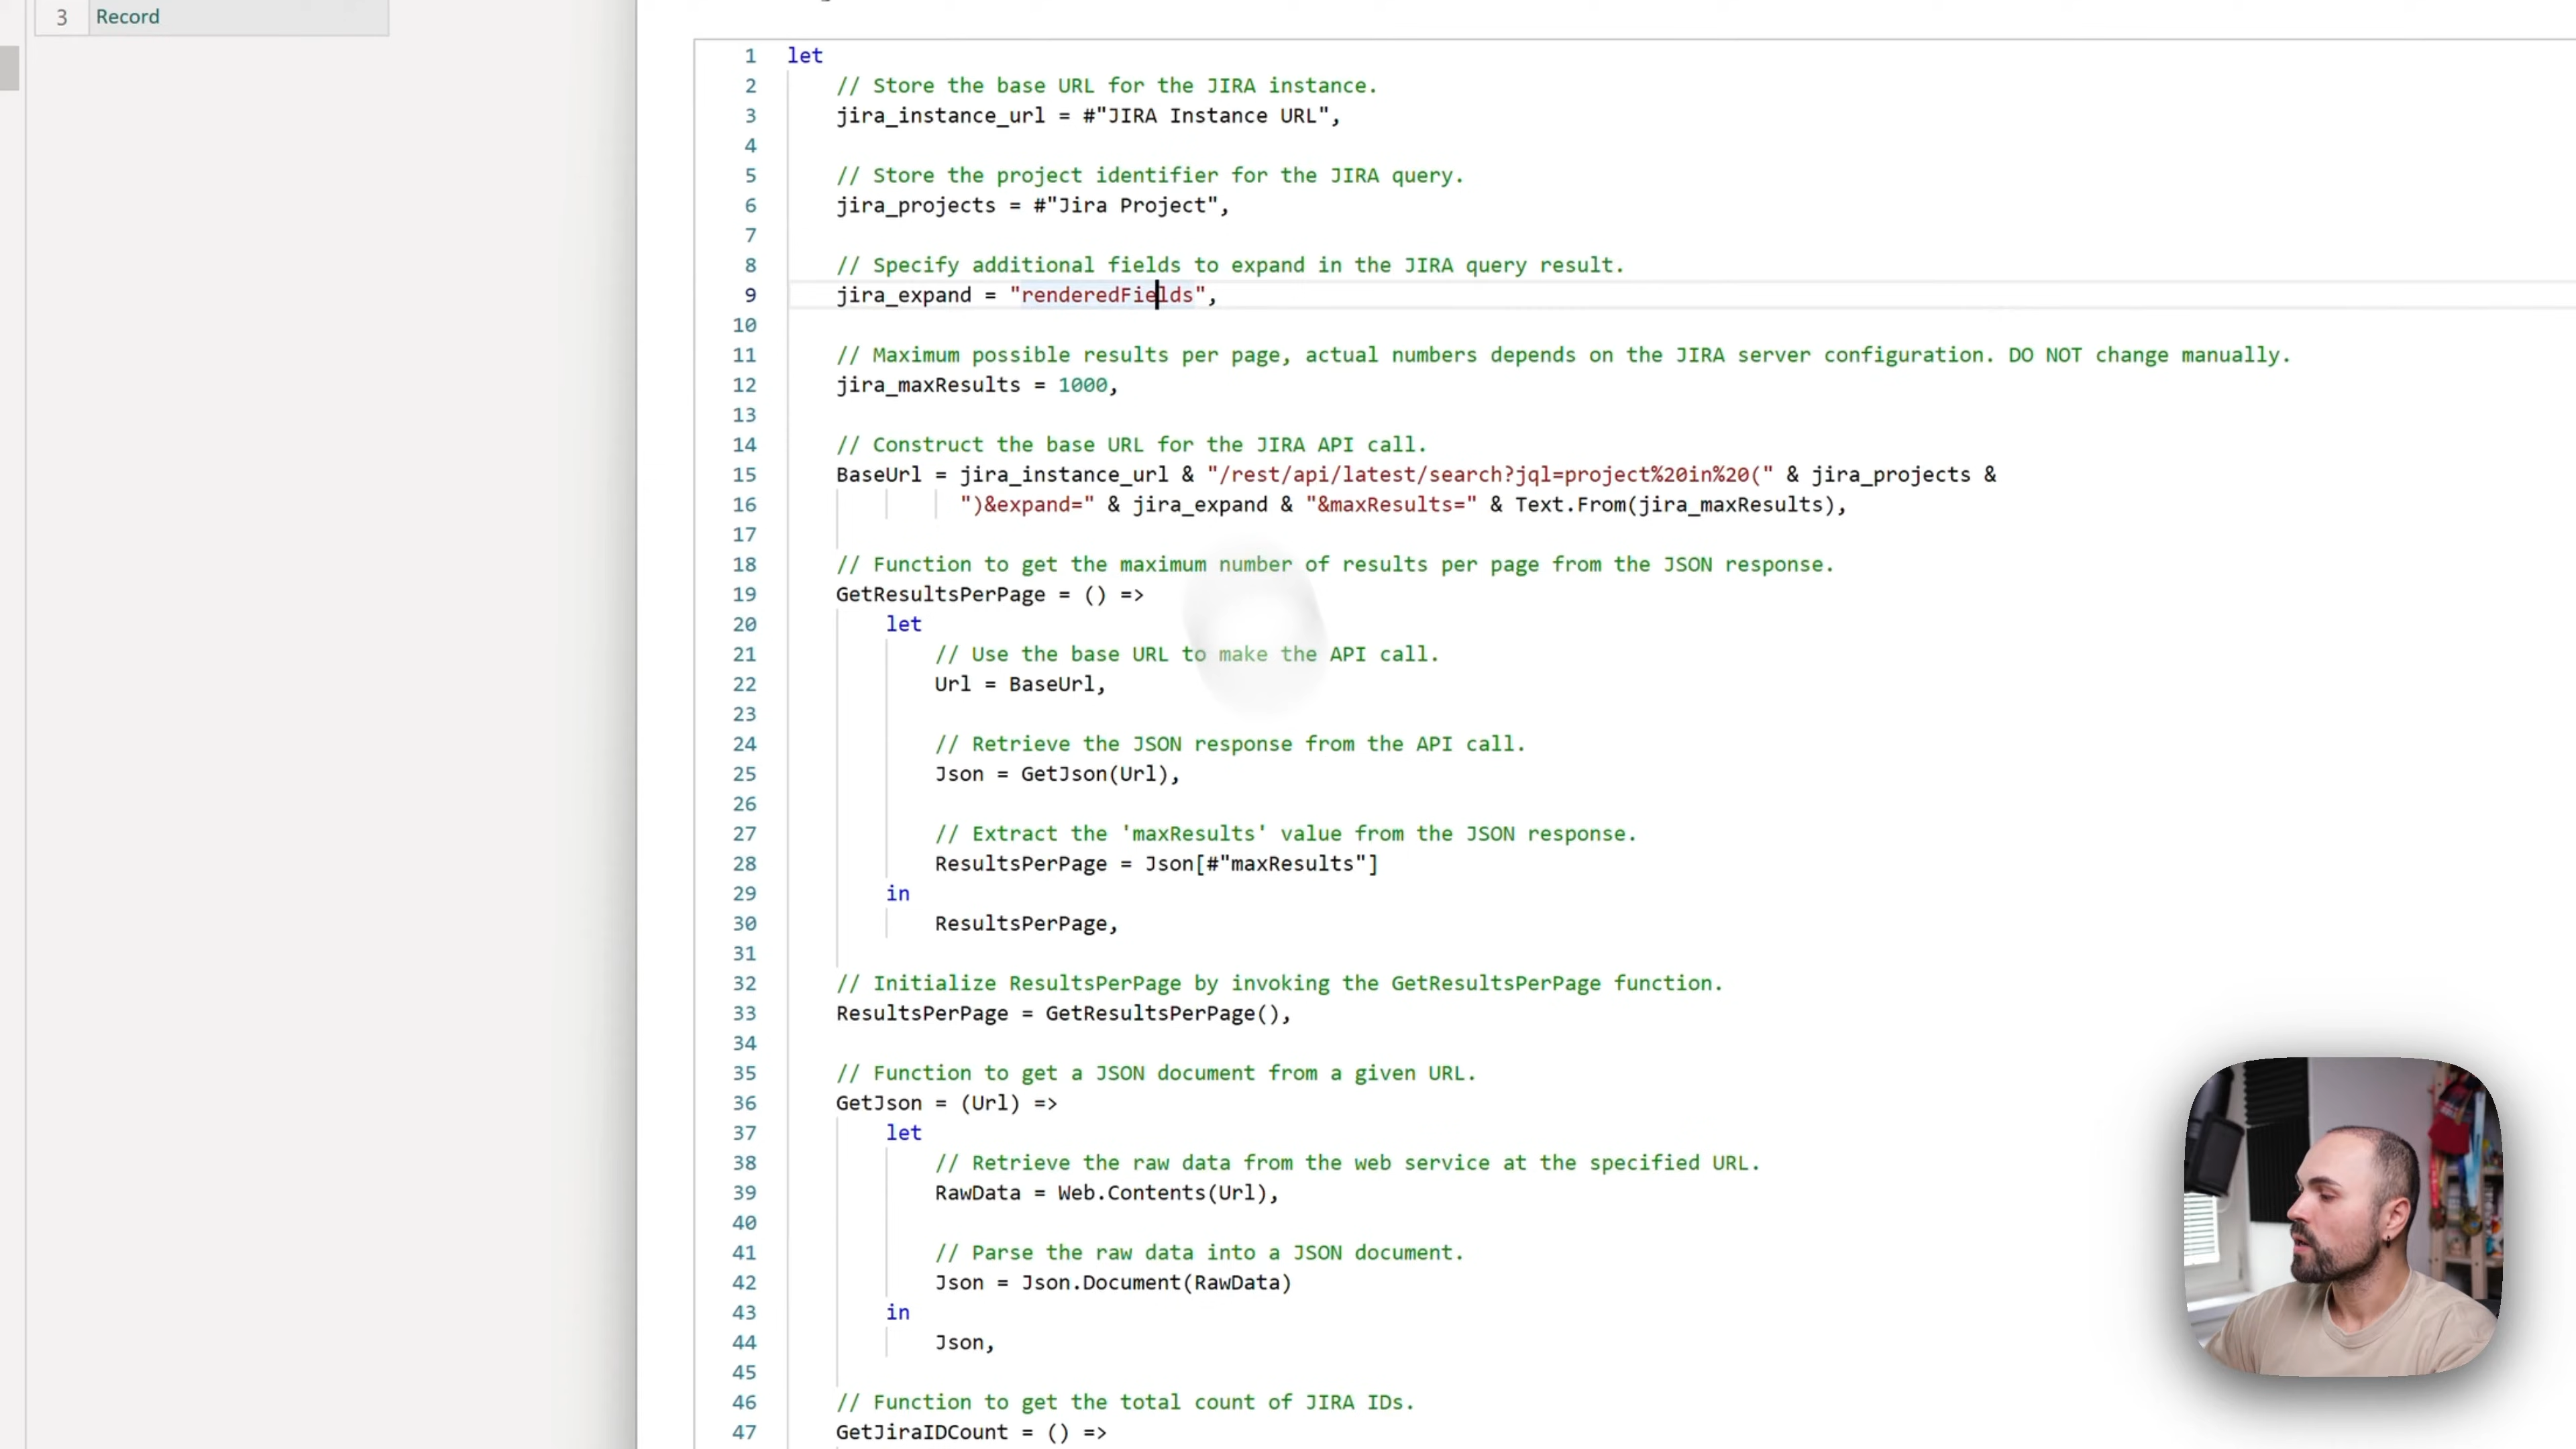 3 Record
1 let
2 // Store the base URL for the JIRA instance.
3 jira_instance_url = #"JIRA Instance URL",
4
5 // Store the project identifier for the JIRA query.
6 jira_projects = #"Jira Project",
7
8 // Specify additional fields to expand in the JIRA query result.
9 jira_expand = "renderedFields",
10
11 // Maximum possible results per page, actual numbers depends on the JIRA server configuration. DO NOT change manually.
12 jira_maxResults = 1000,
13
14 // Construct the base URL for the JIRA API call.
15 BaseUrl = jira_instance_url & "/rest/api/latest/search?jql=project%20in%20(" & jira_projects &
16 ")&expand=" & jira_expand & "&maxResults=" & Text.From(jira_maxResults),
17
18 // Function to get the maximum number of results per page from the JSON response.
19 GetResultsPerPage = () =>
20 let
21 // Use the base URL to make the API call.
22 Url = BaseUrl,
23
24 // Retrieve the JSON response from the API call.
25 Json = GetJson(Url),
26
27 // Extract the 'maxResults' value from the JSON response.
28 ResultsPerPage = Json[#"maxResults"]
29 in
30 ResultsPerPage,
31
32 // Initialize ResultsPerPage by invoking the GetResultsPerPage function.
33 ResultsPerPage = GetResultsPerPage(),
34
35 // Function to get a JSON document from a given URL.
36 GetJson = (Url) =>
37 let
38 // Retrieve the raw data from the web service at the specified URL.
39 RawData = Web.Contents(Url),
40
41 // Parse the raw data into a JSON document.
42 Json = Json.Document(RawData)
43 in
44 Json,
45
46 // Function to get the total count of JIRA IDs.
47 GetJiraIDCount = () =>